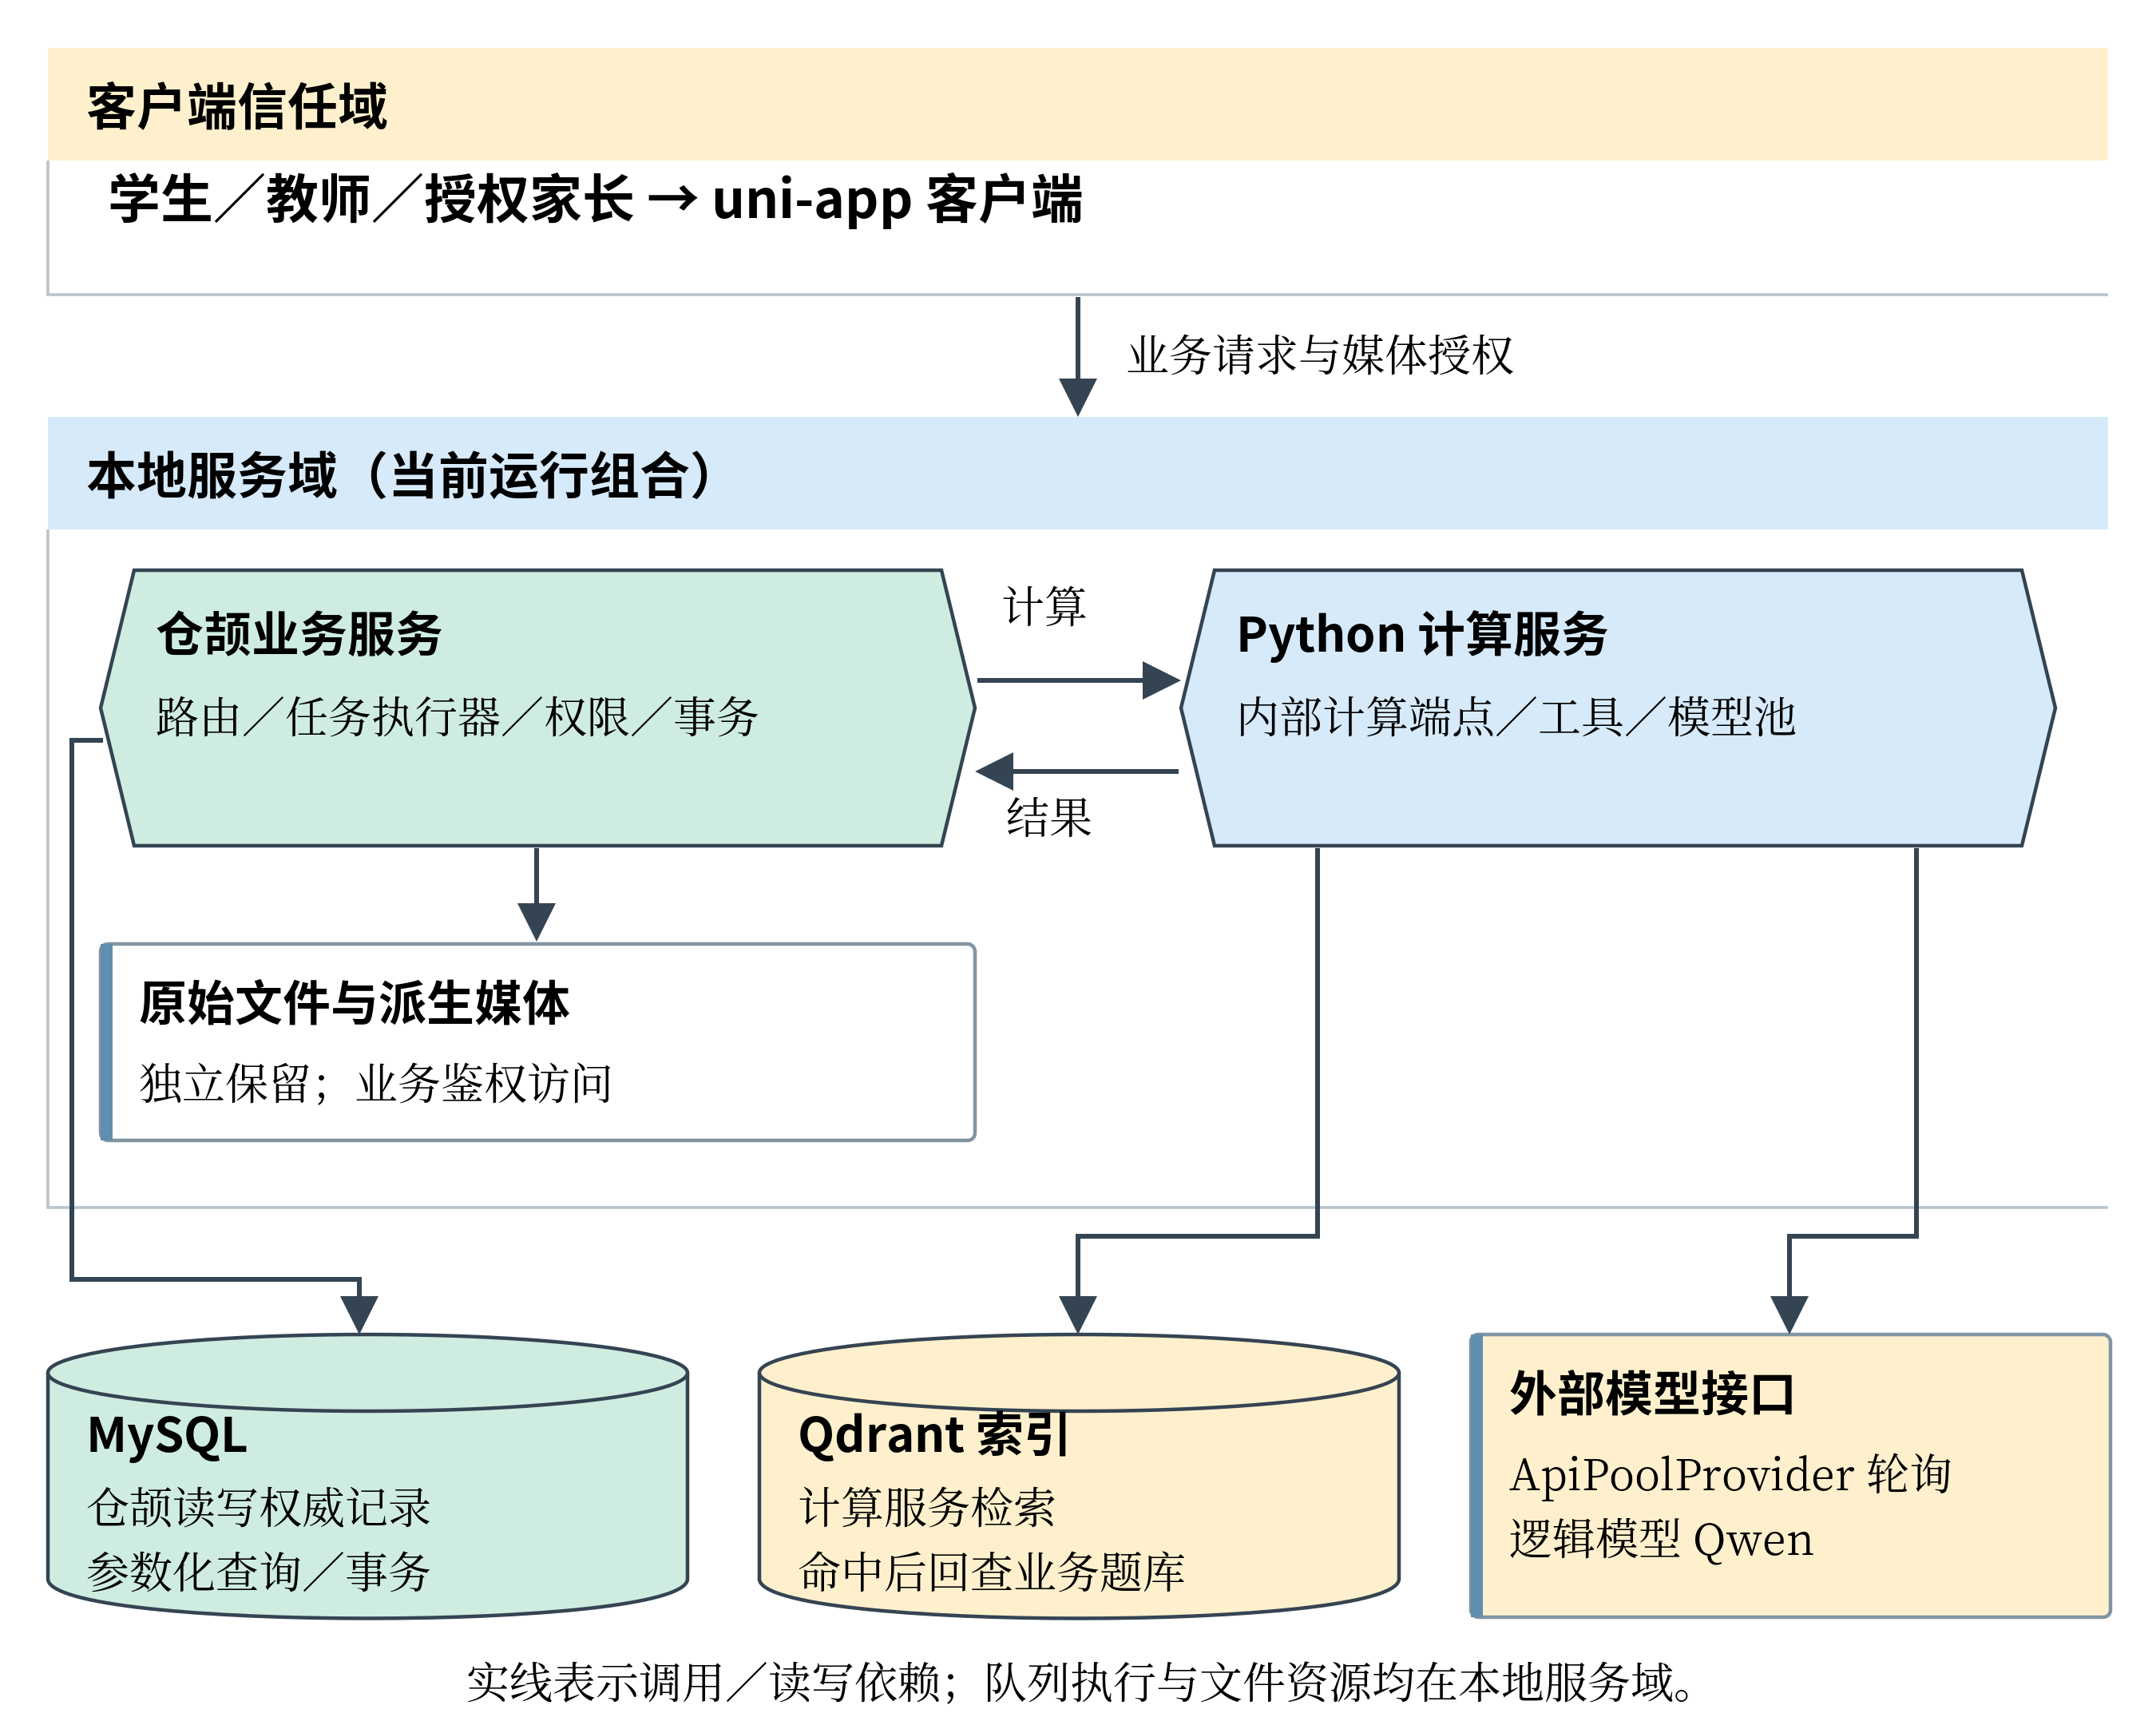 客户端信任域
学生／教师／授权家长 → uni-app 客户端
业务请求与媒体授权
本地服务域（当前运行组合）
仓颉业务服务
路由／任务执行器／权限／事务
计算
结果
Python 计算服务
内部计算端点／工具／模型池
原始文件与派生媒体
独立保留；业务鉴权访问
MySQL
仓颉读写权威记录
参数化查询／事务
Qdrant 索引
计算服务检索
命中后回查业务题库
外部模型接口
ApiPoolProvider 轮询
逻辑模型 Qwen
实线表示调用／读写依赖；队列执行与文件资源均在本地服务域。